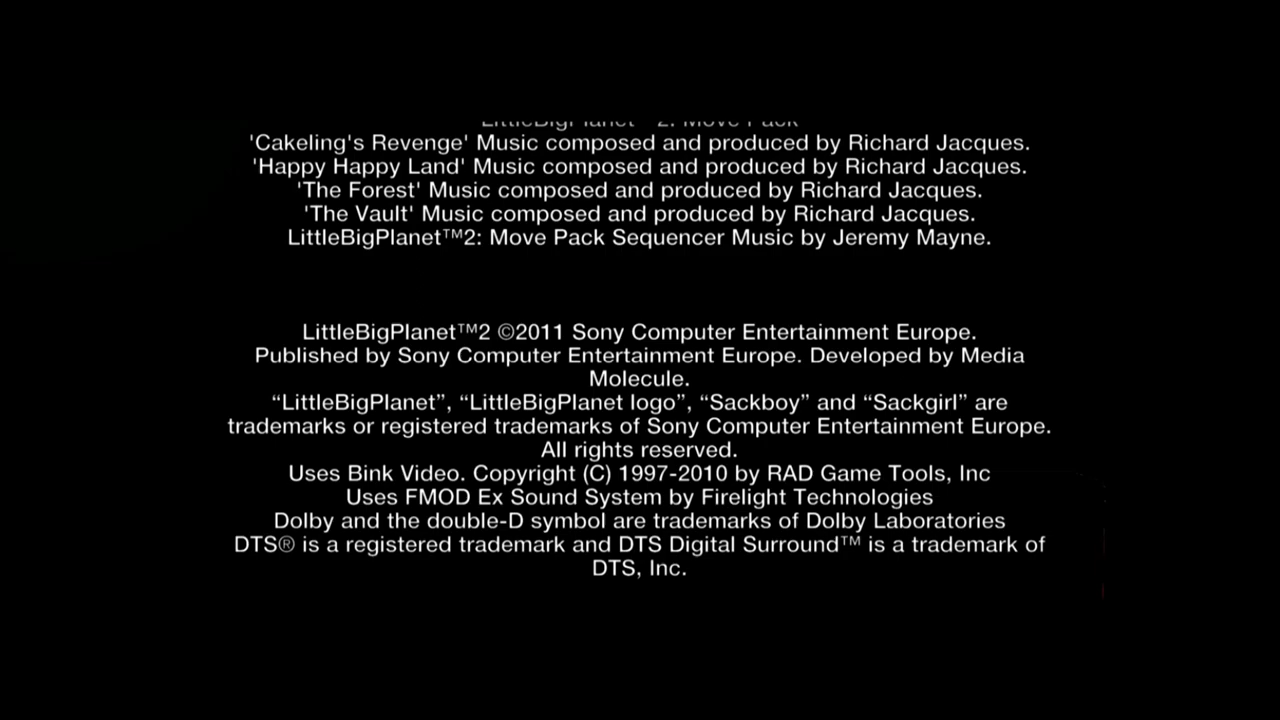 LittleBigPlanet™2: Move Pack
'Cakeling's Revenge' Music composed and produced by Richard Jacques.
'Happy Happy Land' Music composed and produced by Richard Jacques.
'The Forest' Music composed and produced by Richard Jacques.
'The Vault' Music composed and produced by Richard Jacques.
LittleBigPlanet™2: Move Pack Sequencer Music by Jeremy Mayne.
LittleBigPlanet™2 ©2011 Sony Computer Entertainment Europe.
Published by Sony Computer Entertainment Europe. Developed by Media
Molecule.
“LittleBigPlanet”, “LittleBigPlanet logo”, “Sackboy” and “Sackgirl” are
trademarks or registered trademarks of Sony Computer Entertainment Europe.
All rights reserved.
Uses Bink Video. Copyright (C) 1997-2010 by RAD Game Tools, Inc
Uses FMOD Ex Sound System by Firelight Technologies
Dolby and the double-D symbol are trademarks of Dolby Laboratories
DTS® is a registered trademark and DTS Digital Surround™ is a trademark of
DTS, Inc.